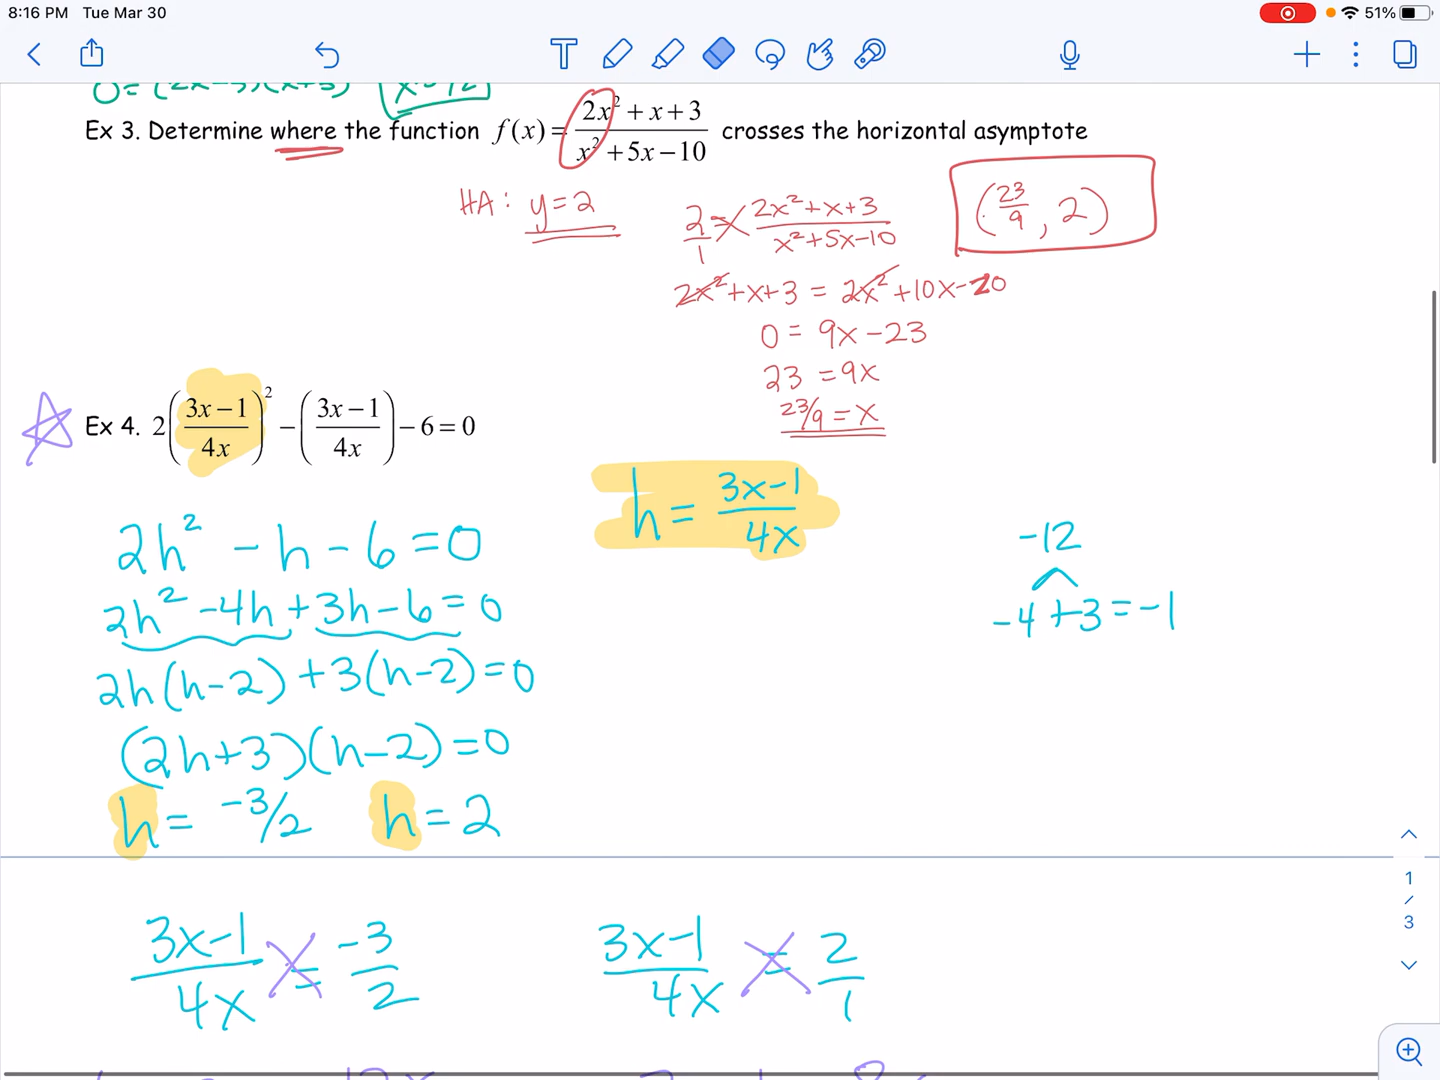 8:16 PM Tue Mar 30
51%
0 = (2x-3)(x+3)
Ex 3. Determine where the function f(x) = (2x² + x + 3)/(x² + 5x − 10) crosses the horizontal asymptote
HA: y = 2
2/1 = (2x² + x + 3)/(x² + 5x − 10)
(23/9, 2)
2x² + x + 3 = 2x² + 10x − 20
0 = 9x − 23
23 = 9x
23/9 = x
Ex 4. 2((3x − 1)/(4x))² − ((3x − 1)/(4x)) − 6 = 0
h = (3x − 1)/(4x)
2h² − h − 6 = 0
2h² − 4h + 3h − 6 = 0
2h(h − 2) + 3(h − 2) = 0
(2h + 3)(h − 2) = 0
h = −3/2 h = 2
−12
−4 + 3 = −1
(3x − 1)/(4x) = −3/2
(3x − 1)/(4x) = 2/1
1/3